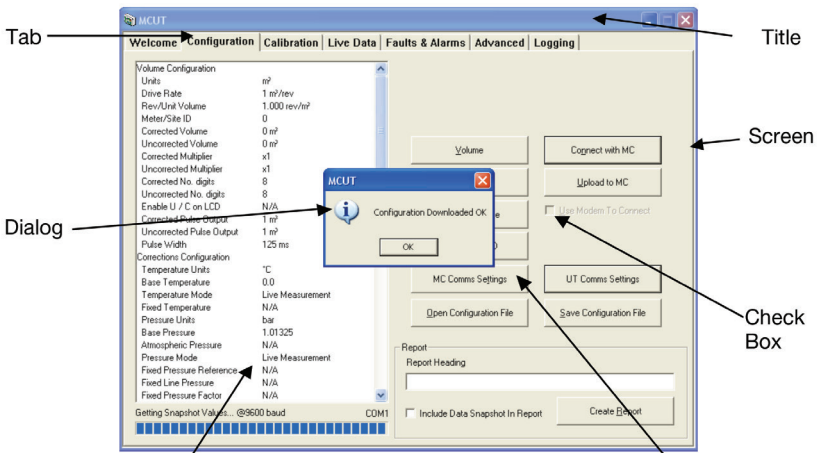 MCUT
Tab
Title
Welcome Configuration Calibration Live Data Faults & Alarms Advanced Logging
Volume Configuration
Units m³
Drive Rate 1 m³/rev
Rev/Unit Volume 1.000 rev/m³
Meter/Site ID 0
Corrected Volume 0 m³
Uncorrected Volume 0 m³
Corrected Multiplier x1
Uncorrected Multiplier x1
Corrected No. digits 8
Uncorrected No. digits 8
Enable U / C on LCD N/A
Corrected Pulse Output 1 m³
Uncorrected Pulse Output 1 m³
Pulse Width 125 ms
Corrections Configuration
Temperature Units °C
Base Temperature 0.0
Temperature Mode Live Measurement
Fixed Temperature N/A
Pressure Units bar
Base Pressure 1.01325
Atmospheric Pressure N/A
Pressure Mode Live Measurement
Fixed Pressure Reference N/A
Fixed Line Pressure N/A
Fixed Pressure Factor N/A
Getting Snapshot Values... @9600 baud COM1
Dialog
MCUT
Configuration Downloaded OK
OK
Volume
Connect with MC
Upload to MC
Use Modem To Connect
MC Comms Settings
UT Comms Settings
Open Configuration File
Save Configuration File
Report
Report Heading
Include Data Snapshot In Report
Create Report
Screen
Check
Box